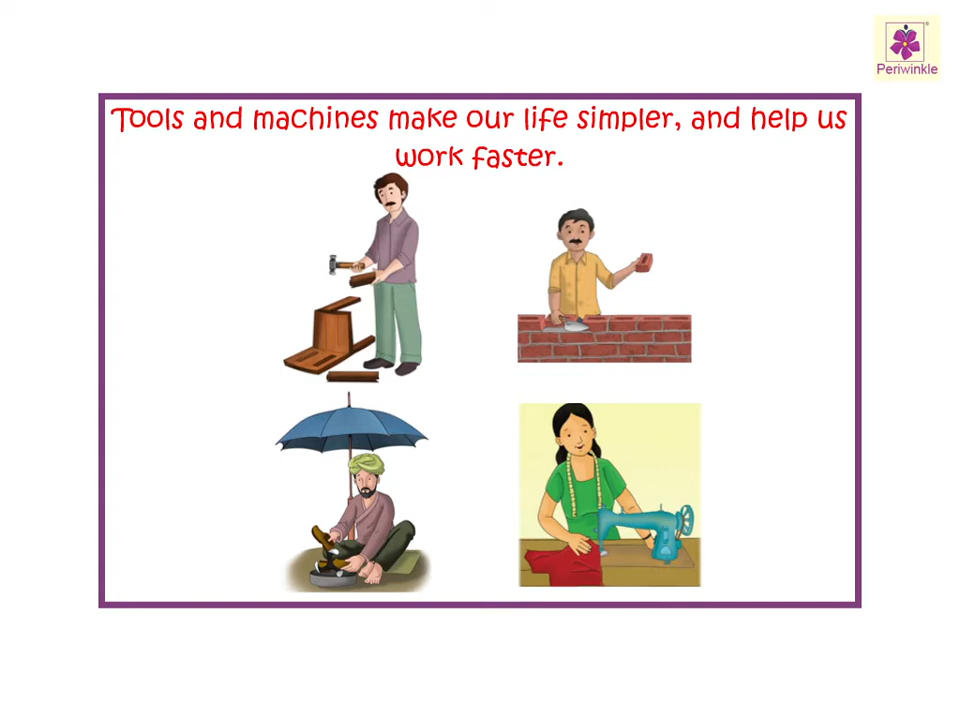 Periwinkle
Tools and machines make our life simpler, and help us
work faster.